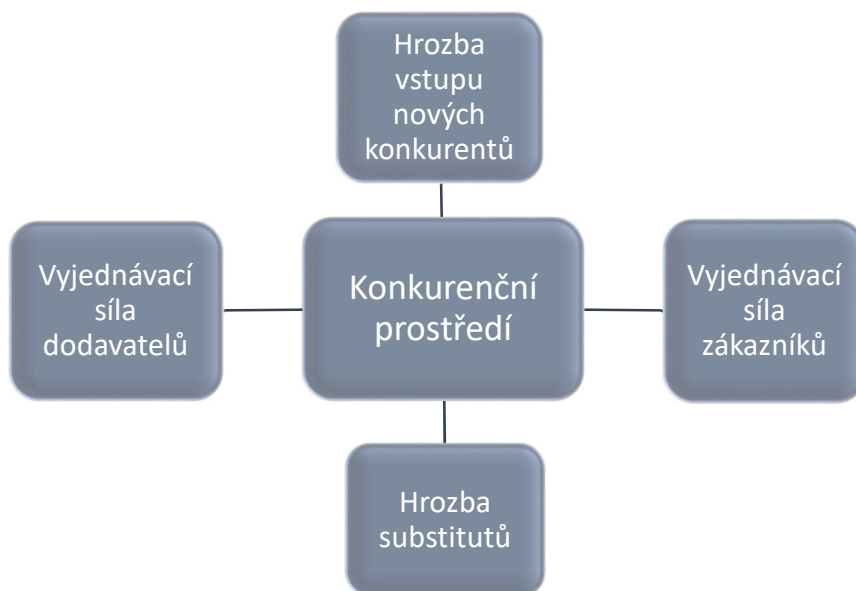 Hrozba
vstupu
nových
konkurentů
Vyjednávací
síla
dodavatelů
Konkurenční
prostředí
Vyjednávací
síla
zákazníků
Hrozba
substitutů